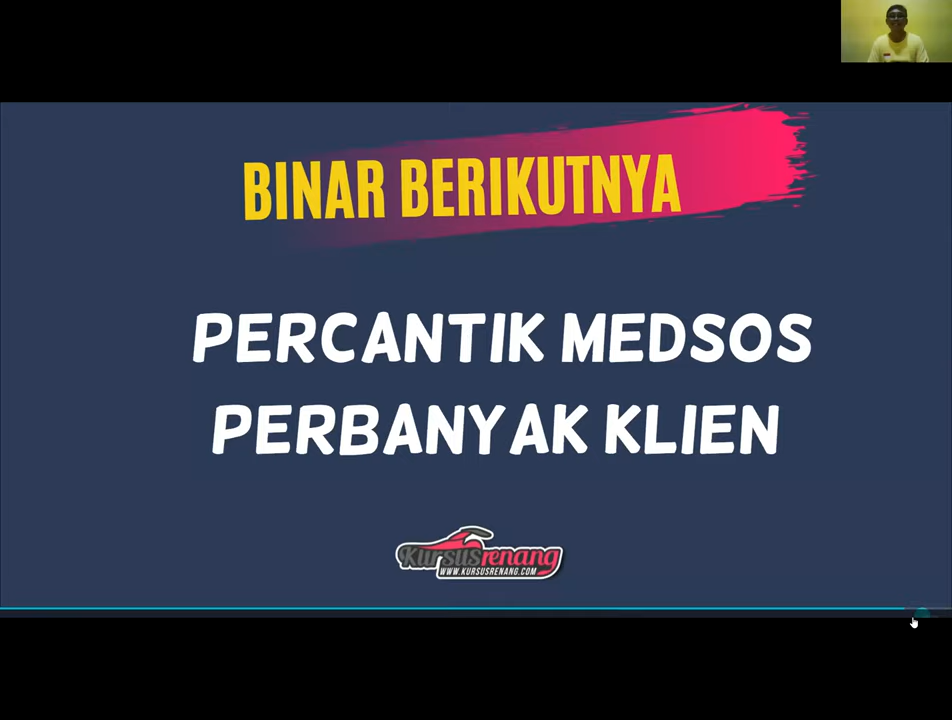 BINAR BERIKUTNYA
PERCANTIK MEDSOS
PERBANYAK KLIEN
Kursusrenang
WWW.KURSUSRENANG.COM